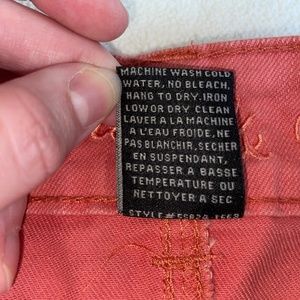 MACHINE WASH COLD
WATER, NO BLEACH,
HANG TO DRY. IRON
LOW OR DRY CLEAN
LAVER A LA MACHINE
A L'EAU FROIDE, NE
PAS BLANCHIR, SECHER
EN SUSPENDANT,
REPASSER A BASSE
TEMPERATURE OU
NETTOYER A SEC
STYLE#